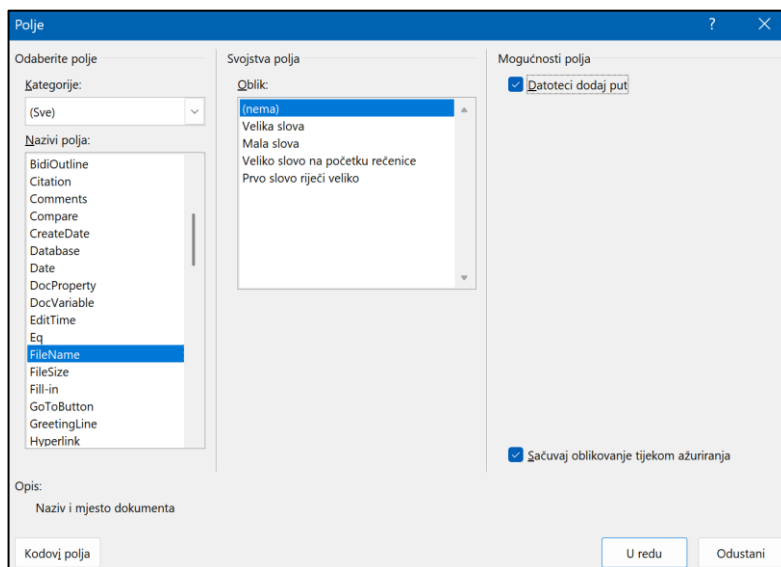 Polje
Odaberite polje
Kategorije:
(Sve)
Nazivi polja:
BidiOutline
Citation
Comments
Compare
CreateDate
Database
Date
DocProperty
DocVariable
EditTime
Eq
FileName
FileSize
Fill-in
GoToButton
GreetingLine
Hyperlink
Svojstva polja
Oblik:
(nema)
Velika slova
Mala slova
Veliko slovo na početku rečenice
Prvo slovo riječi veliko
Mogućnosti polja
Datoteci dodaj put
Sačuvaj oblikovanje tijekom ažuriranja
Opis:
Naziv i mjesto dokumenta
Kodovi polja
U redu
Odustani